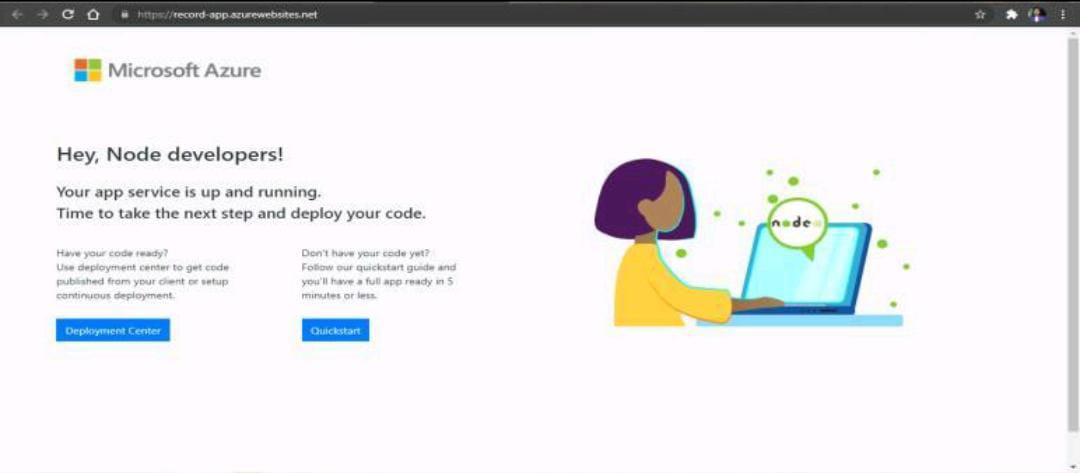 https://record-app.azurewebsites.net
Microsoft Azure
Hey, Node developers!
Your app service is up and running.
Time to take the next step and deploy your code.
Have your code ready?
Use deployment center to get code
published from your client or setup
continuous deployment.
Deployment Center
Don't have your code yet?
Follow our quickstart guide and
you'll have a full app ready in 5
minutes or less.
Quickstart
node